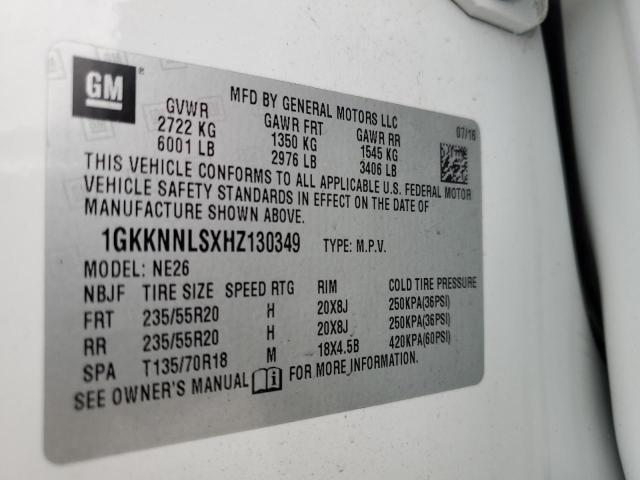 GM ®
MFD BY GENERAL MOTORS LLC
07/16
GVWR GAWR FRT GAWR RR
2722 KG 1350 KG 1545 KG
6001 LB 2976 LB 3406 LB
THIS VEHICLE CONFORMS TO ALL APPLICABLE U.S. FEDERAL MOTOR
VEHICLE SAFETY STANDARDS IN EFFECT ON THE DATE OF
MANUFACTURE SHOWN ABOVE.
1GKKNNLSXHZ130349 TYPE: M.P.V.
MODEL: NE26
NBJF TIRE SIZE SPEED RTG RIM COLD TIRE PRESSURE
FRT 235/55R20 H 20X8J 250KPA(36PSI)
RR 235/55R20 H 20X8J 250KPA(36PSI)
SPA T135/70R18 M 18X4.5B 420KPA(60PSI)
SEE OWNER'S MANUAL i FOR MORE INFORMATION.